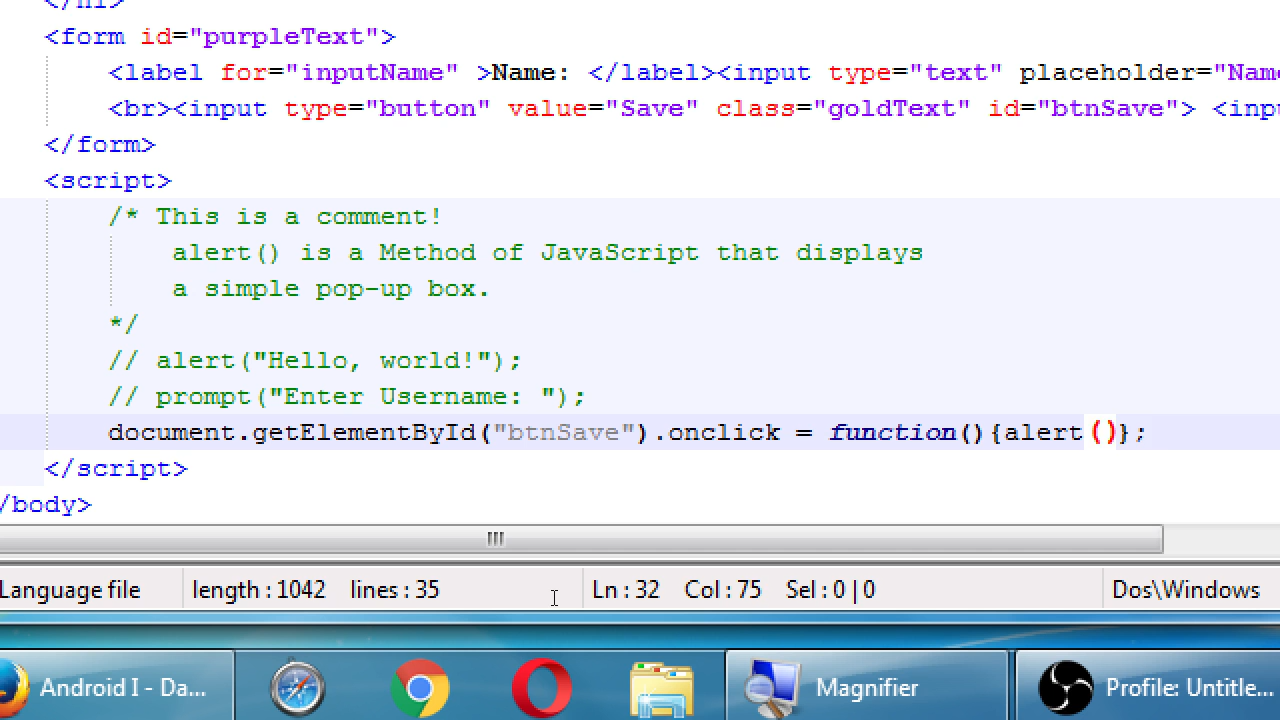 </h1>
<form id="purpleText">
<label for="inputName" >Name: </label><input type="text" placeholder="Name
<br><input type="button" value="Save" class="goldText" id="btnSave"> <inpu
</form>
<script>
/* This is a comment!
alert() is a Method of JavaScript that displays
a simple pop-up box.
*/
// alert("Hello, world!");
// prompt("Enter Username: ");
document.getElementById("btnSave").onclick = function(){alert()};
</script>
/body>
Language file length : 1042 lines : 35 Ln : 32 Col : 75 Sel : 0 | 0 Dos\Windows
Android I - Da... Magnifier Profile: Untitle...